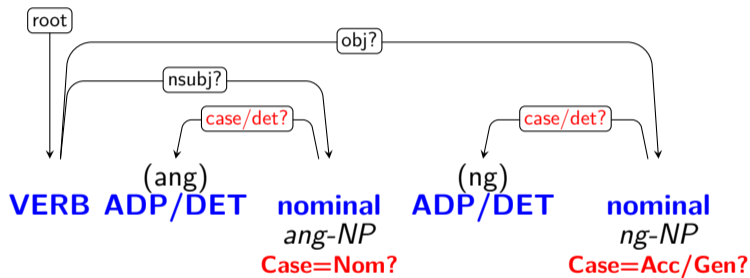 root
obj?
nsubj?
case/det? case/det?
(ang) (ng)
VERB ADP/DET nominal ADP/DET nominal
ang-NP ng-NP
Case=Nom? Case=Acc/Gen?